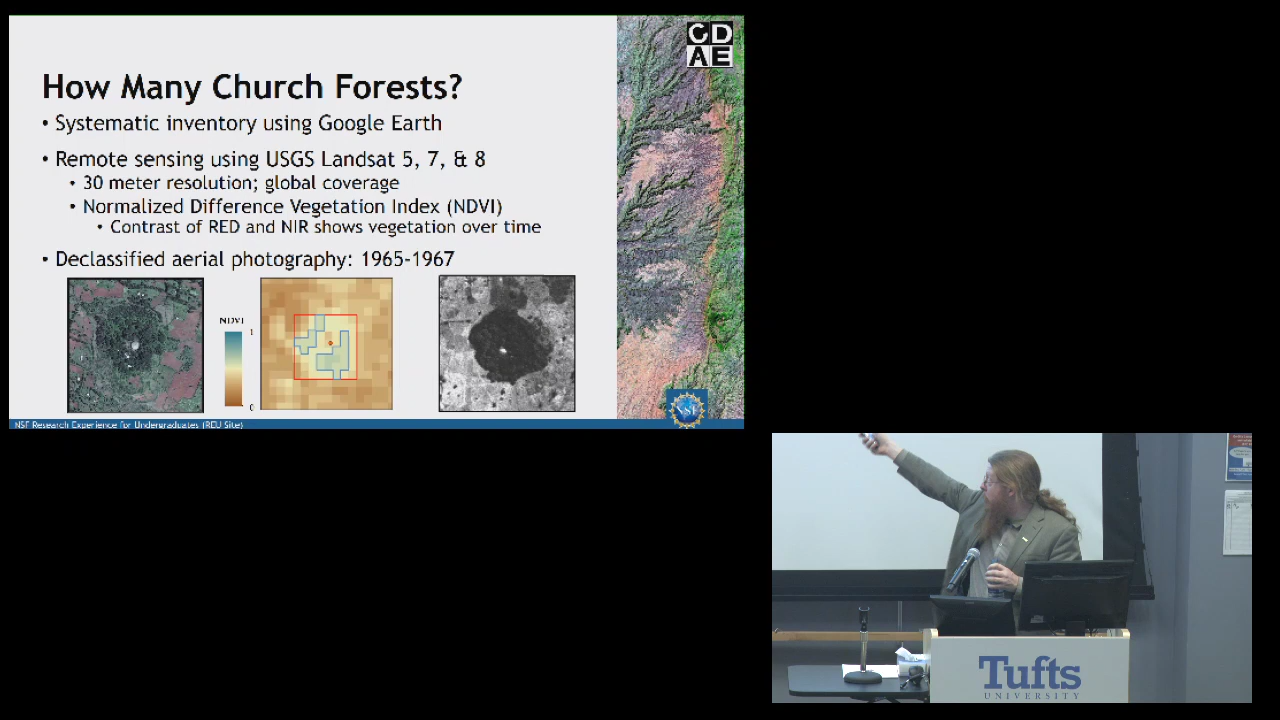 CD
AE
How Many Church Forests?
• Systematic inventory using Google Earth
• Remote sensing using USGS Landsat 5, 7, & 8
• 30 meter resolution; global coverage
• Normalized Difference Vegetation Index (NDVI)
• Contrast of RED and NIR shows vegetation over time
• Declassified aerial photography: 1965-1967
NDVI
1
0
NSF
NSF Research Experience for Undergraduates (REU Site)
Tufts
UNIVERSITY